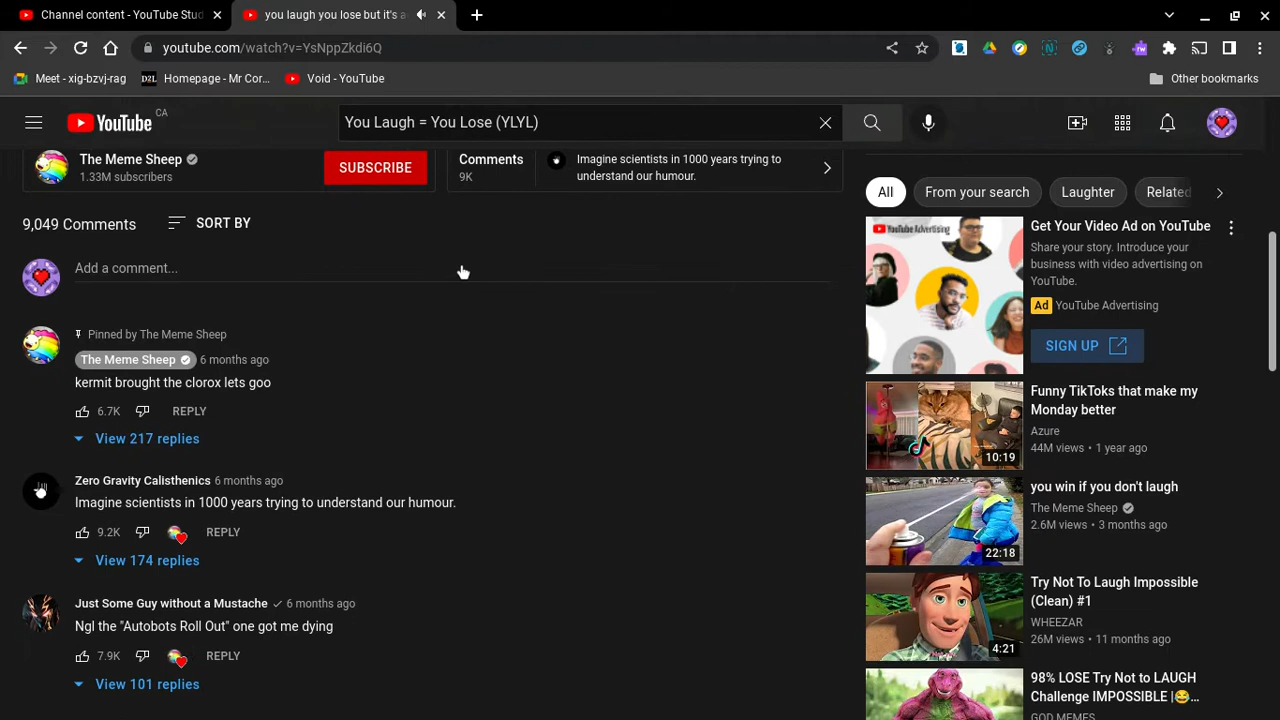 Channel content - YouTube Stud
you laugh you lose but it's a
youtube.com/watch?v=YsNppZkdi6Q
Meet - xig-bzvj-rag
D2L
Homepage - Mr Cor...
Void - YouTube
Other bookmarks
YouTube CA
You Laugh = You Lose (YLYL)
The Meme Sheep
1.33M subscribers
SUBSCRIBE
Comments
9K
Imagine scientists in 1000 years trying to
understand our humour.
9,049 Comments
SORT BY
Add a comment...
Pinned by The Meme Sheep
The Meme Sheep 6 months ago
kermit brought the clorox lets goo
6.7K REPLY
View 217 replies
Zero Gravity Calisthenics 6 months ago
Imagine scientists in 1000 years trying to understand our humour.
9.2K REPLY
View 174 replies
Just Some Guy without a Mustache 6 months ago
Ngl the "Autobots Roll Out" one got me dying
7.9K REPLY
View 101 replies
All
From your search
Laughter
Related
YouTube Advertising
Get Your Video Ad on YouTube
Share your story. Introduce your
business with video advertising on
YouTube.
Ad YouTube Advertising
SIGN UP
Funny TikToks that make my
Monday better
Azure
44M views • 1 year ago
10:19
you win if you don't laugh
The Meme Sheep
2.6M views • 3 months ago
22:18
Try Not To Laugh Impossible
(Clean) #1
WHEEZAR
26M views • 11 months ago
4:21
98% LOSE Try Not to LAUGH
Challenge IMPOSSIBLE |😂...
GOD MEMES